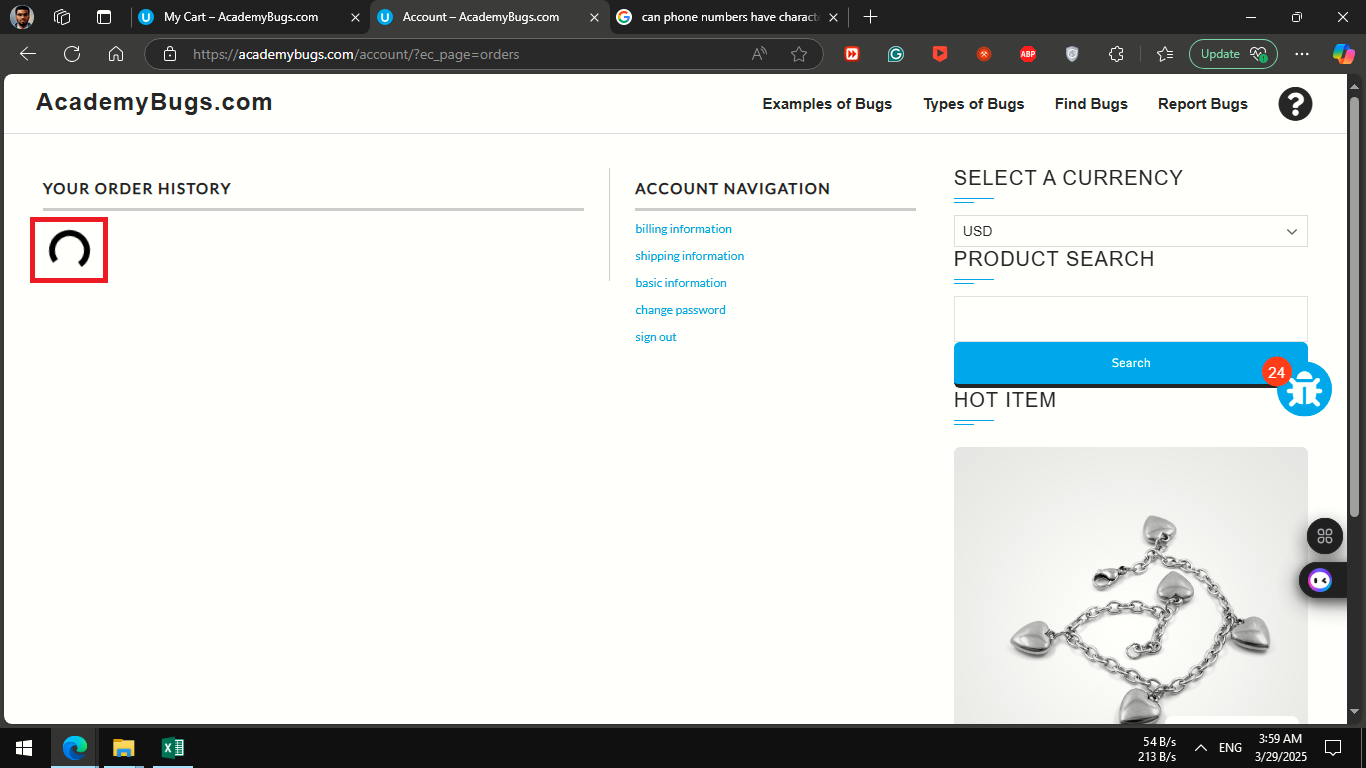 My Cart – AcademyBugs.com
Account – AcademyBugs.com
can phone numbers have characte
https://academybugs.com/account/?ec_page=orders
Update
AcademyBugs.com
Examples of Bugs
Types of Bugs
Find Bugs
Report Bugs
?
YOUR ORDER HISTORY
ACCOUNT NAVIGATION
billing information
shipping information
basic information
change password
sign out
SELECT A CURRENCY
USD
PRODUCT SEARCH
Search
24
HOT ITEM
54 B/s
213 B/s
ENG
3:59 AM
3/29/2025